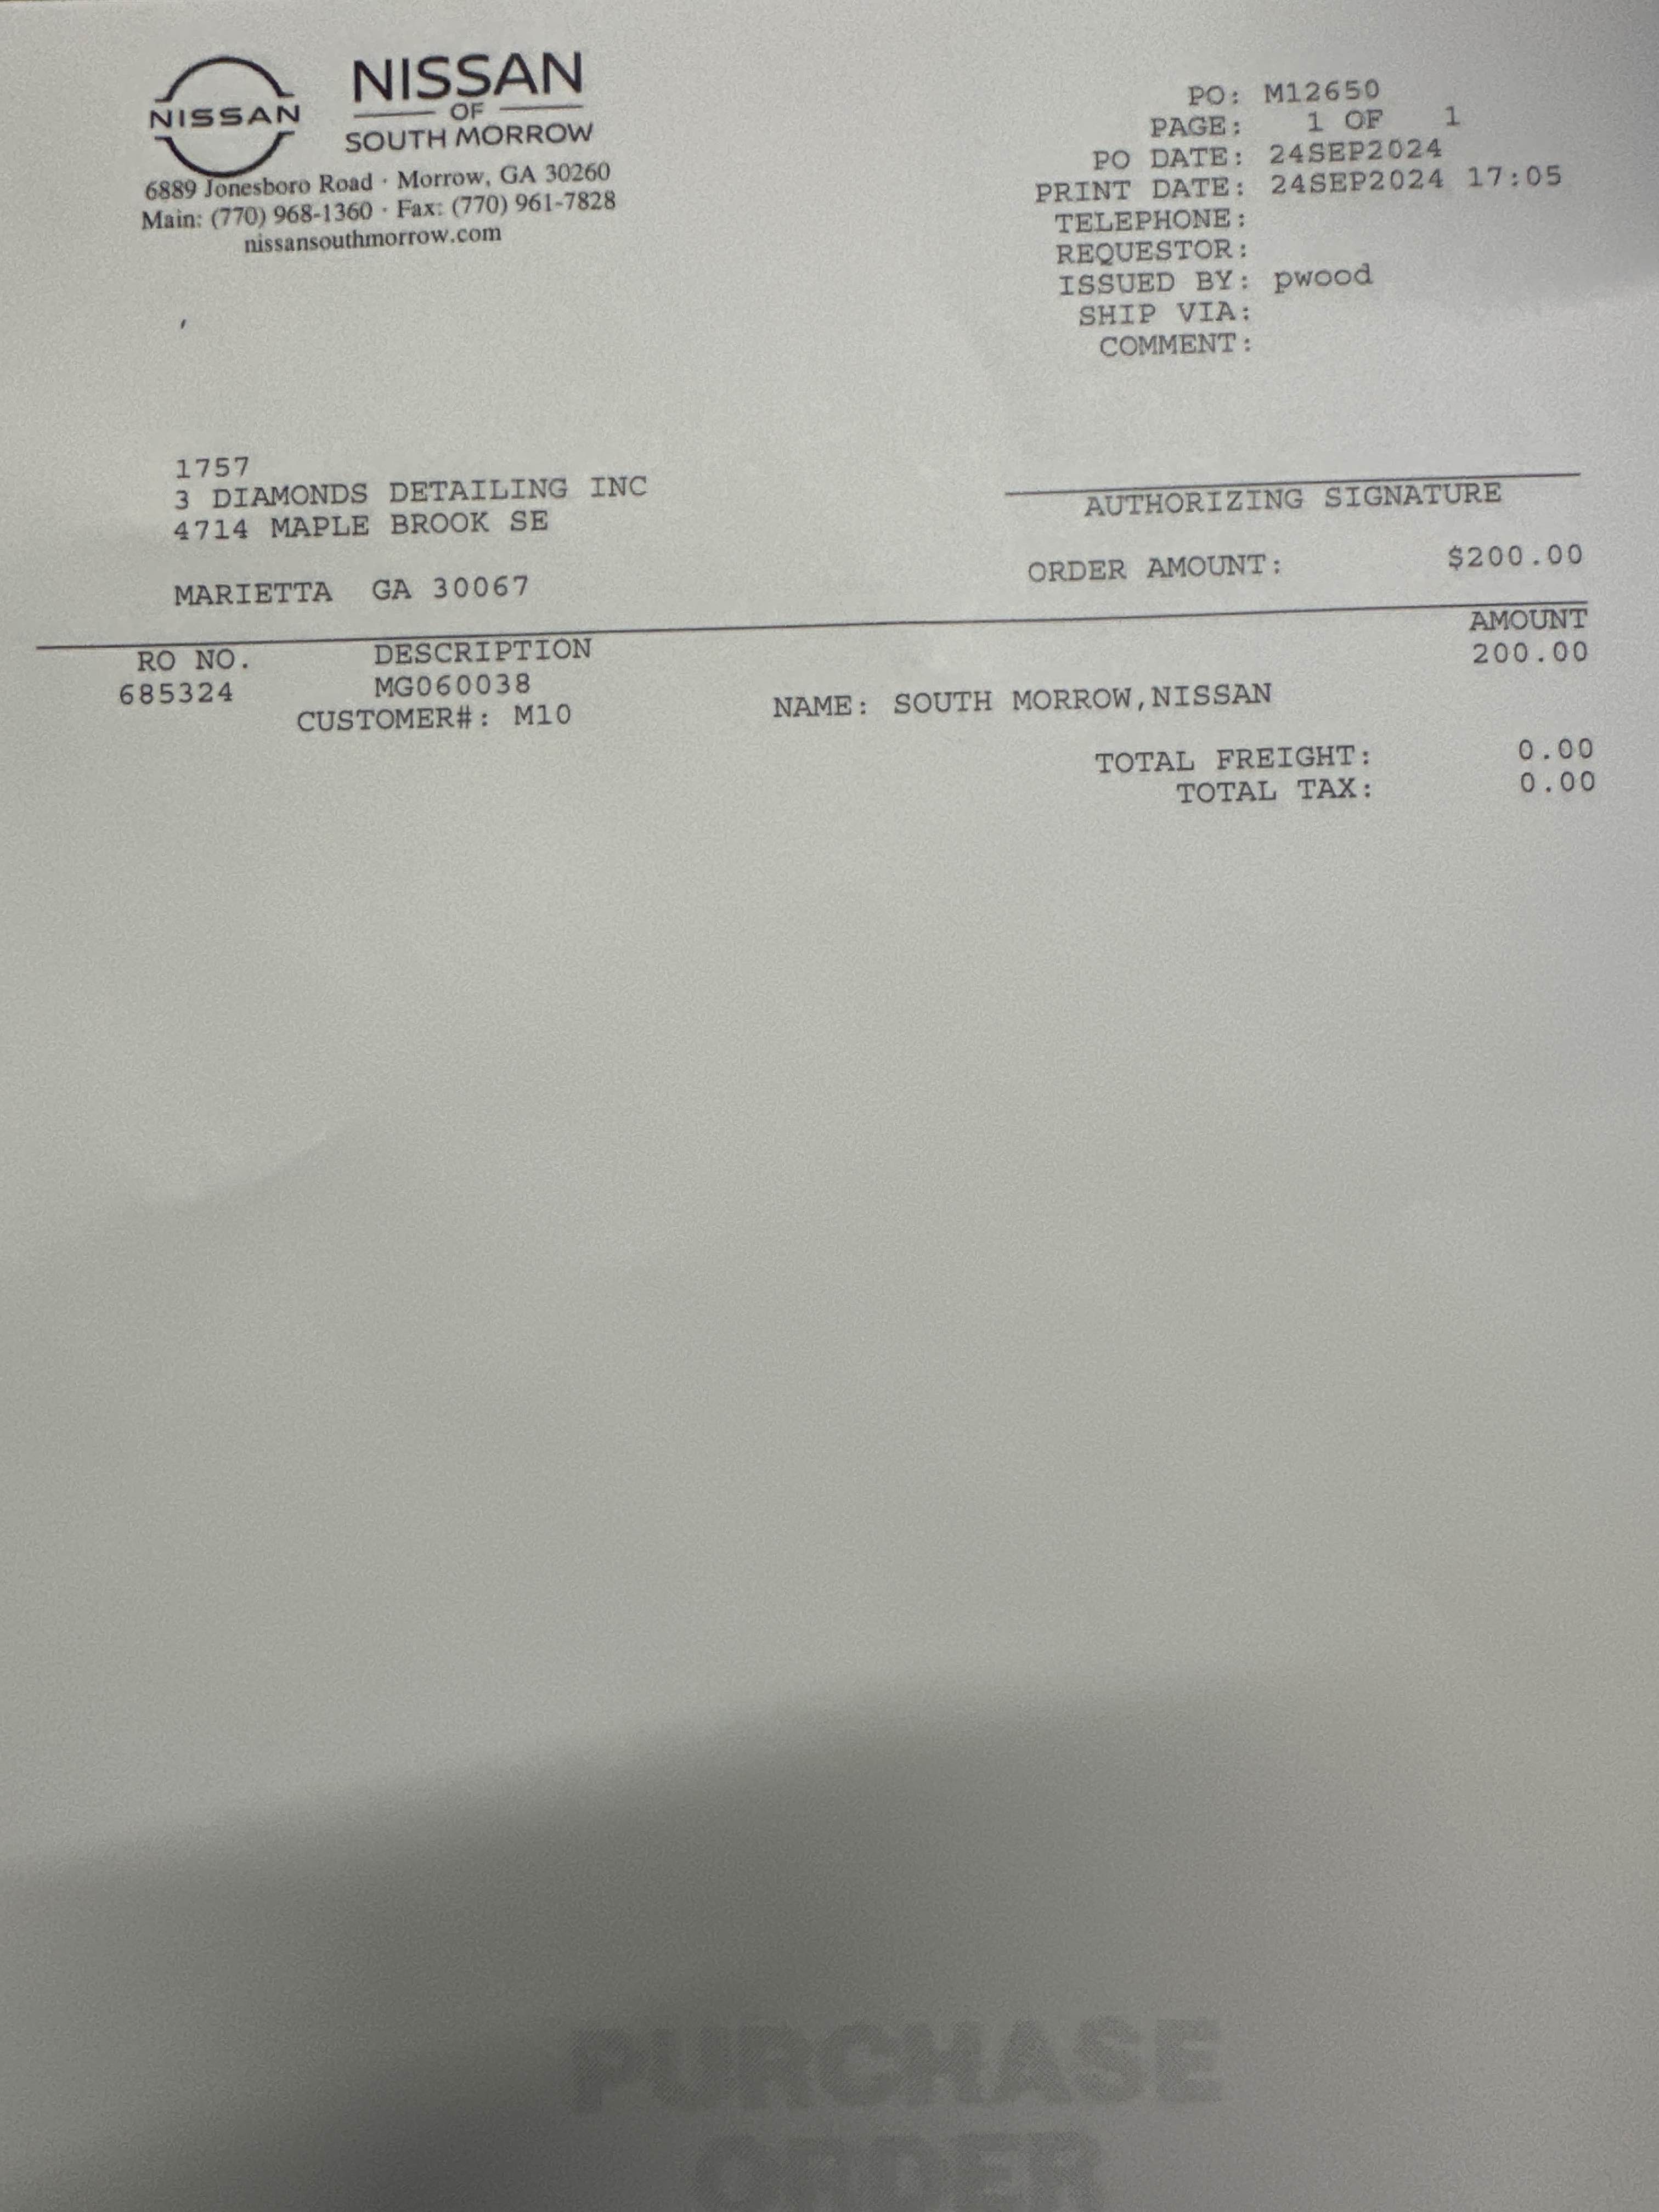 NISSAN
NISSAN
OF
SOUTH MORROW
6889 Jonesboro Road · Morrow, GA 30260
Main: (770) 968-1360 · Fax: (770) 961-7828
nissansouthmorrow.com
PO: M12650
PAGE: 1 OF 1
PO DATE: 24SEP2024
PRINT DATE: 24SEP2024 17:05
TELEPHONE:
REQUESTOR:
ISSUED BY: pwood
SHIP VIA:
COMMENT:
1757
3 DIAMONDS DETAILING INC
4714 MAPLE BROOK SE
MARIETTA GA 30067
AUTHORIZING SIGNATURE
ORDER AMOUNT: $200.00
RO NO. DESCRIPTION AMOUNT
685324 MG060038 200.00
CUSTOMER#: M10 NAME: SOUTH MORROW,NISSAN
TOTAL FREIGHT: 0.00
TOTAL TAX: 0.00
PURCHASE
ORDER